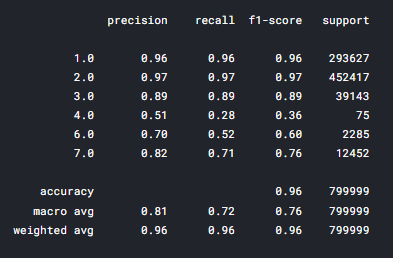 precision recall f1-score support
1.0 0.96 0.96 0.96 293627
2.0 0.97 0.97 0.97 452417
3.0 0.89 0.89 0.89 39143
4.0 0.51 0.28 0.36 75
6.0 0.70 0.52 0.60 2285
7.0 0.82 0.71 0.76 12452
accuracy 0.96 799999
macro avg 0.81 0.72 0.76 799999
weighted avg 0.96 0.96 0.96 799999